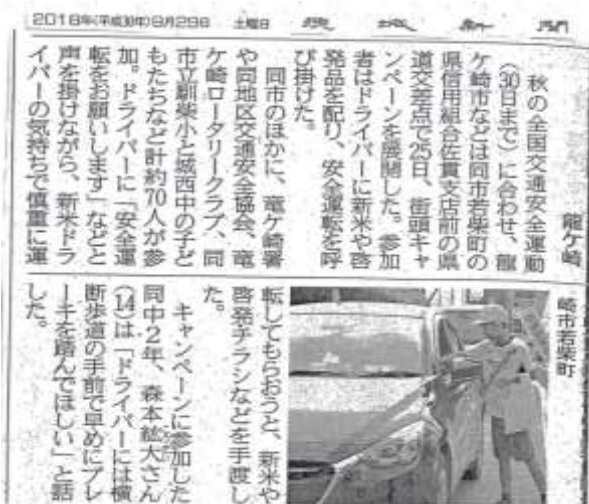 2018年(平成30年)9月29日 土曜日 茨城新聞
龍ケ崎
秋の全国交通安全運動
(30日まで)に合わせ、龍
ケ崎市などは同市若柴町の
県信用組合佐貫支店前の県
道交差点で25日、街頭キャ
ンペーンを展開した。参加
者はドライバーに新米や啓
発品を配り、安全運転を呼
び掛けた。
同市のほかに、竜ケ崎署
や同地区交通安全協会、竜
ケ崎ロータリークラブ、同
市立馴柴小と城西中の子ど
もたちなど計約70人が参
加。ドライバーに「安全運
転をお願いします」などと
声を掛けながら、新米ドラ
イバーの気持ちで慎重に運
崎市若柴町
転してもらおうと、新米や
啓発チラシなどを手渡し
た。
キャンペーンに参加した
同中2年、森本紘大さん
(14)は「ドライバーには横
断歩道の手前で早めにブレ
ーキを踏んでほしい」と話
した。